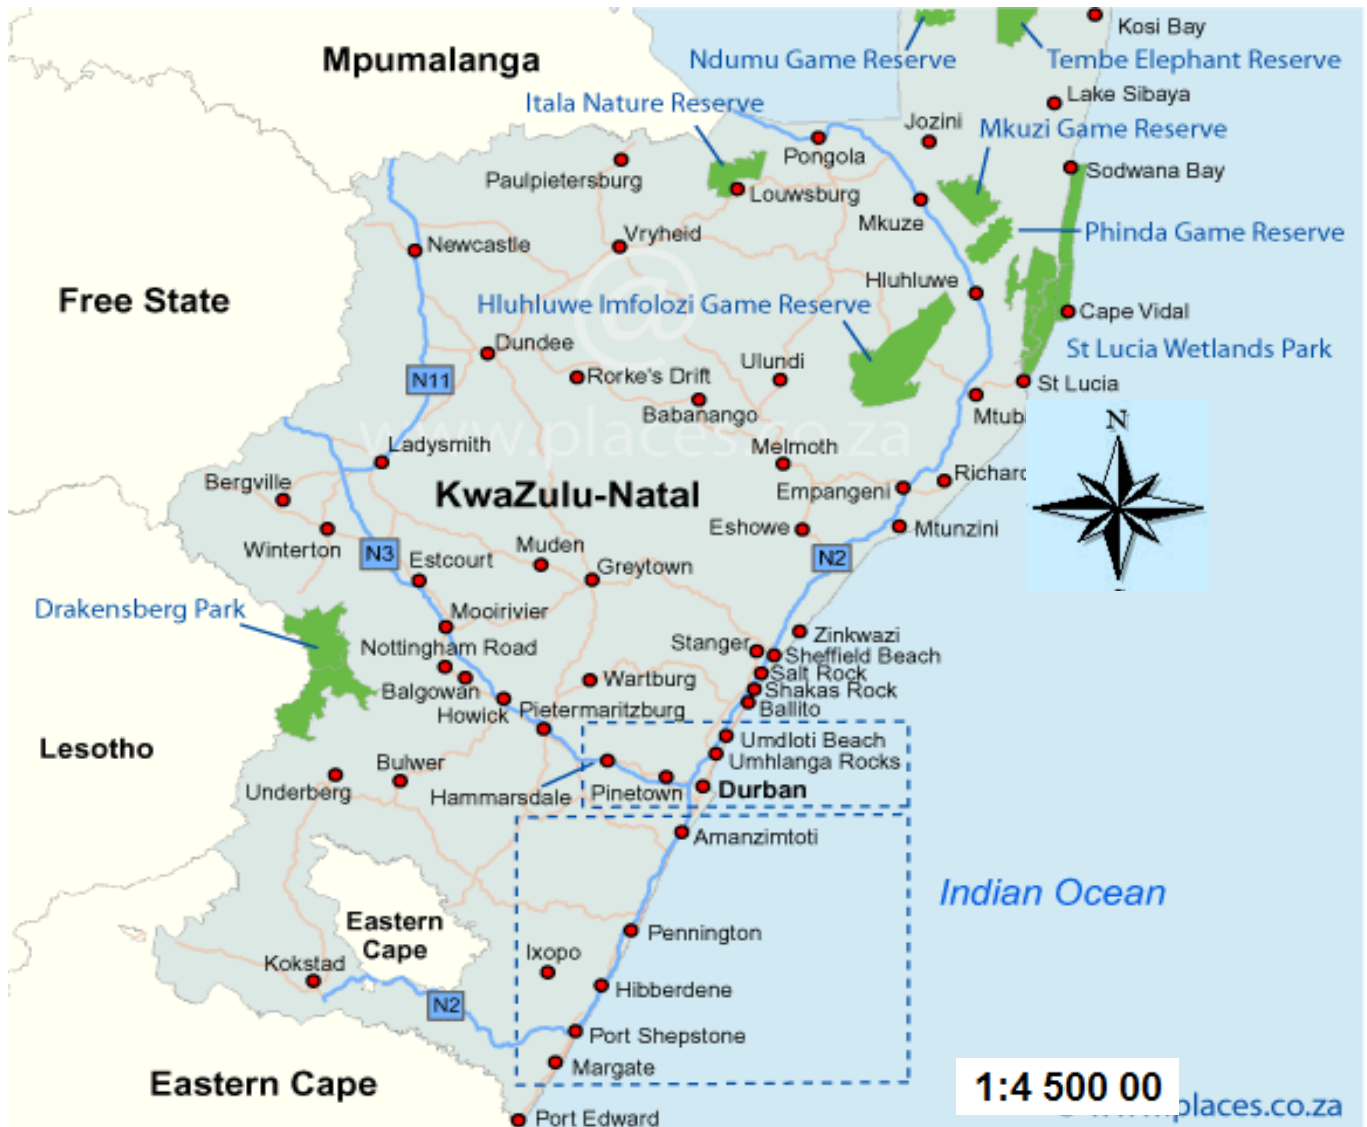 Kosi Bay
Mpumalanga
Ndumu Game Reserve
Tembe Elephant Reserve
Itala Nature Reserve
Lake Sibaya
Jozini
Mkuzi Game Reserve
Pongola
Paulpietersburg
Louwsburg
Sodwana Bay
Mkuze
Vryheid
Newcastle
Phinda Game Reserve
Hluhluwe
Free State
Hluhluwe Imfolozi Game Reserve
@
Cape Vidal
Dundee
St Lucia Wetlands Park
Ulundi
N11
Rorke's Drift
St Lucia
Babanango
Mtub
N
www.places.co.za
Ladysmith
Melmoth
Bergville
Richard
KwaZulu-Natal
Empangeni
Eshowe
Mtunzini
Winterton
N3
Muden
N2
Estcourt
Greytown
Drakensberg Park
Mooirivier
Zinkwazi
Stanger
Nottingham Road
Sheffield Beach
Salt Rock
Wartburg
Balgowan
Shakas Rock
Howick
Pietermaritzburg
Ballito
Umdloti Beach
Lesotho
Bulwer
Umhlanga Rocks
Underberg
Hammarsdale
Pinetown
Durban
Amanzimtoti
Indian Ocean
Eastern
Cape
Pennington
Ixopo
Kokstad
Hibberdene
N2
Port Shepstone
Margate
Eastern Cape
1:4 500 00
places.co.za
Port Edward